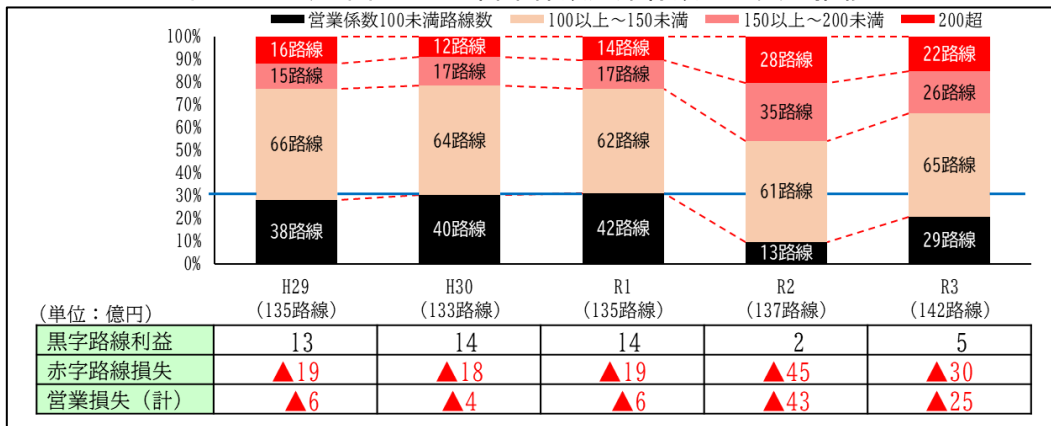 営業係数100未満路線数 100以上～150未満 150以上～200未満 200超
100%
90%
80%
70%
60%
50%
40%
30%
20%
10%
0%
16路線 12路線 14路線 28路線 22路線
15路線 17路線 17路線 35路線 26路線
66路線 64路線 62路線 61路線 65路線
38路線 40路線 42路線 13路線 29路線
H29 H30 R1 R2 R3
(単位：億円) (135路線) (133路線) (135路線) (137路線) (142路線)
黒字路線利益 13 14 14 2 5
赤字路線損失 ▲19 ▲18 ▲19 ▲45 ▲30
営業損失（計） ▲6 ▲4 ▲6 ▲43 ▲25